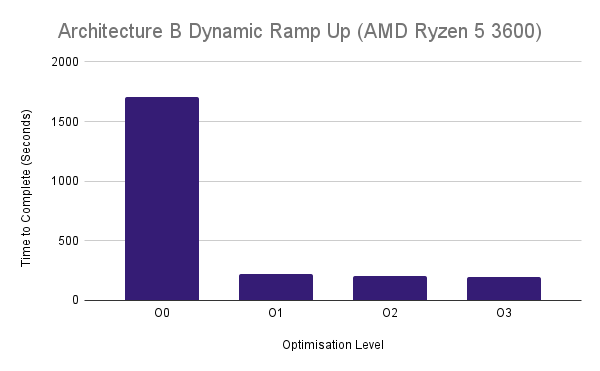 Architecture B Dynamic Ramp Up (AMD Ryzen 5 3600)
2000
1500
1000
500
0
Time to Complete (Seconds)
O0 O1 O2 O3
Optimisation Level